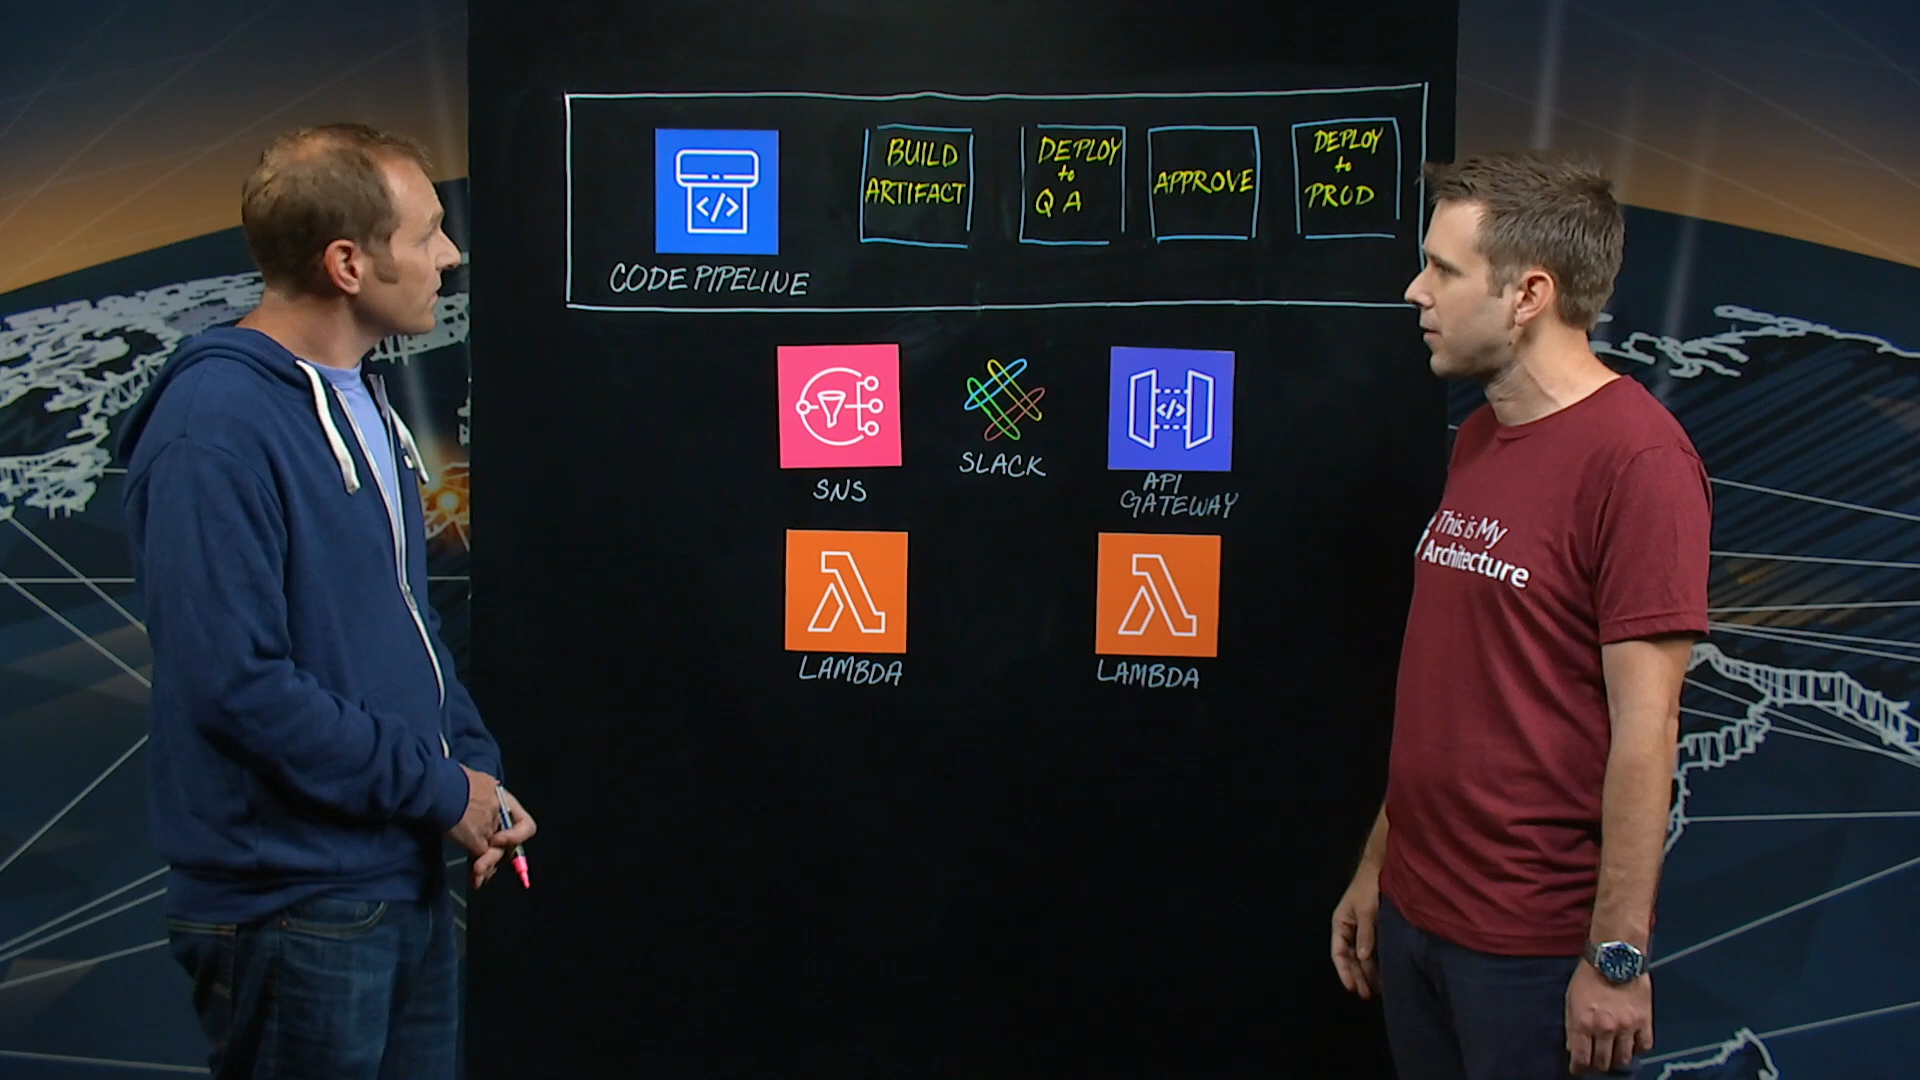 BUILD
ARTIFACT
DEPLOY
to
QA
APPROVE
DEPLOY
to
PROD
</>
CODE PIPELINE
SLACK
</>
SNS
API
GATEWAY
LAMBDA
LAMBDA
This is My
Architecture